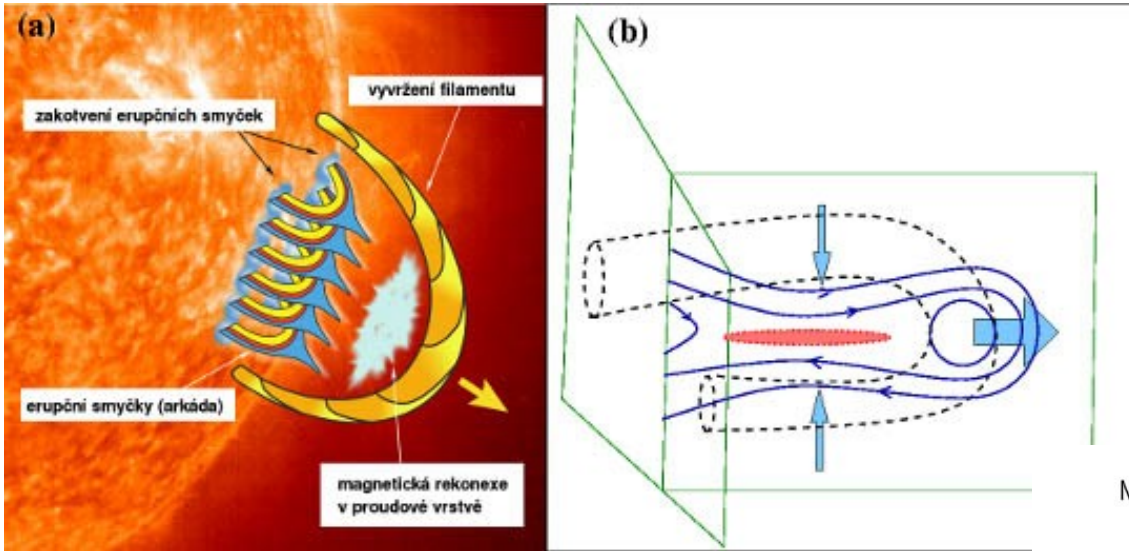 (a)
vyvržení filamentu
zakotvení erupčních smyček
erupční smyčky (arkáda)
magnetická rekonexe
v proudové vrstvě
(b)